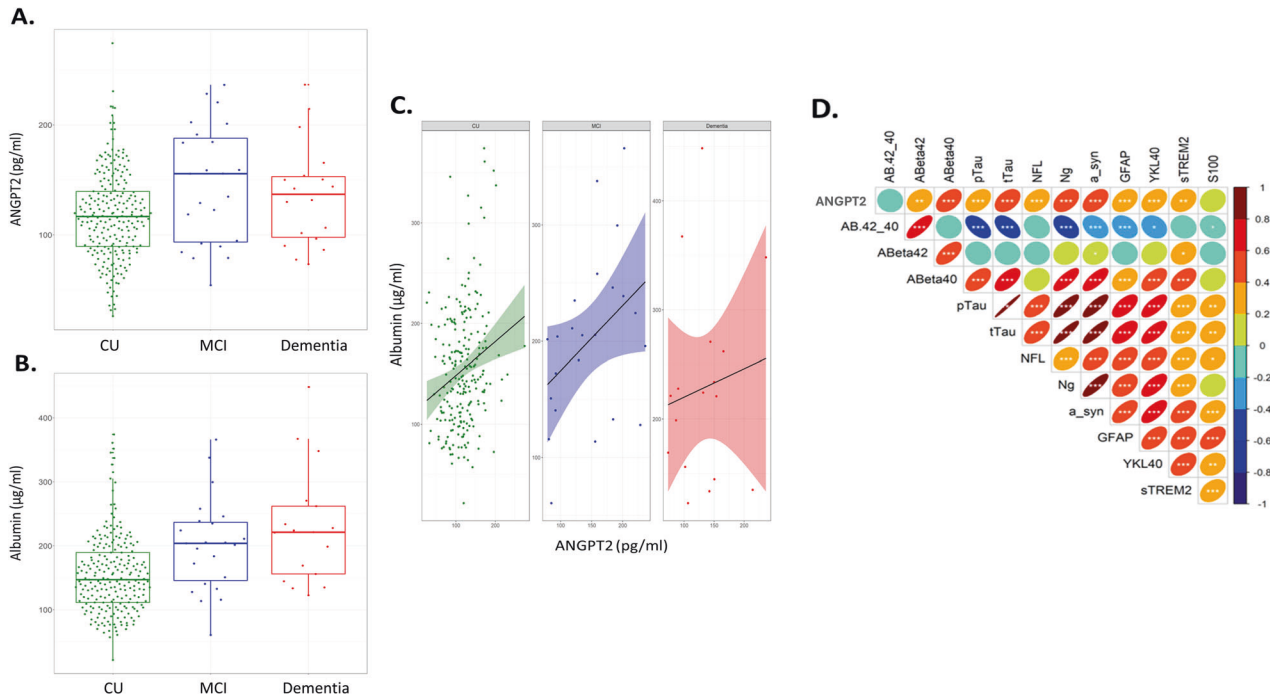 A.
ANGPT2 (pg/ml)
200
100
CU MCI Dementia
B.
Albumin (µg/ml)
400
300
200
100
CU MCI Dementia
C.
CU MCI Dementia
Albumin (µg/ml)
300
200
100
300
200
100
400
300
200
100 150 200
100 150 200
100 150 200
ANGPT2 (pg/ml)
D.
AB.42_40 ABeta42 ABeta40 pTau tTau NFL Ng a_syn GFAP YKL40 sTREM2 S100
ANGPT2 ** *** *** *** *** *** *** *** *** **
AB.42_40 *** *** *** *** *** *** * *
ABeta42 *** * *
ABeta40 *** *** *** *** *** *** ***
pTau *** *** *** *** *** *** **
tTau *** *** *** *** *** *** **
NFL *** *** *** *** *** *
Ng *** *** *** ***
a_syn *** *** *** **
GFAP *** *** ***
YKL40 *** **
sTREM2 ***
1
0.8
0.6
0.4
0.2
0
-0.2
-0.4
-0.6
-0.8
-1